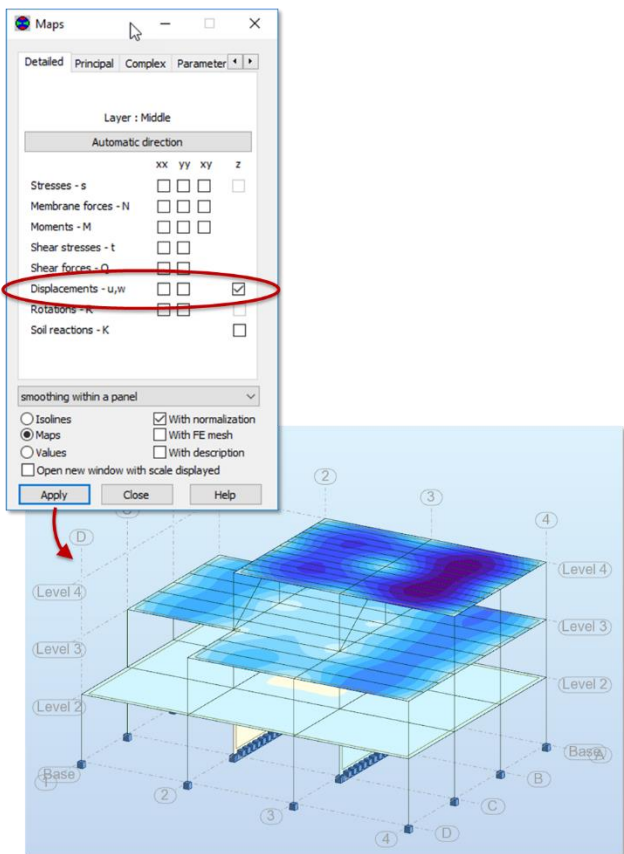 Maps
Detailed Principal Complex Parameter
Layer : Middle
Automatic direction
xx yy xy z
Stresses - s
Membrane forces - N
Moments - M
Shear stresses - t
Shear forces - Q
Displacements - u,w
Rotations - R
Soil reactions - K
smoothing within a panel
Isolines With normalization
Maps With FE mesh
Values With description
Open new window with scale displayed
Apply Close Help
2
3
4
D
Level 4 Level 4
Level 3
Level 3
Level 2
Level 2
Base A
Base
1 B
2 C
3 D
4